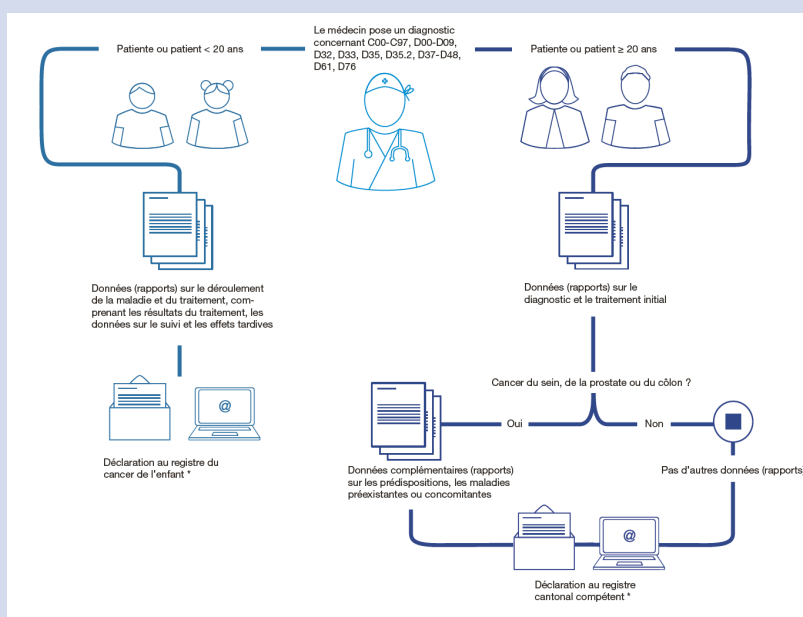 Le médecin pose un diagnostic
concernant C00-C97, D00-D09,
D32, D33, D35, D35.2, D37-D48,
D61, D76
Patiente ou patient < 20 ans
Patiente ou patient ≥ 20 ans
Données (rapports) sur le déroulement
de la maladie et du traitement, com-
prenant les résultats du traitement, les
données sur le suivi et les effets tardives
Données (rapports) sur le
diagnostic et le traitement initial
@
Déclaration au registre du
cancer de l'enfant *
Cancer du sein, de la prostate ou du côlon ?
Oui
Non
Données complémentaires (rapports)
sur les prédispositions, les maladies
préexistantes ou concomitantes
Pas d'autres données (rapports)
@
Déclaration au registre
cantonal compétent *